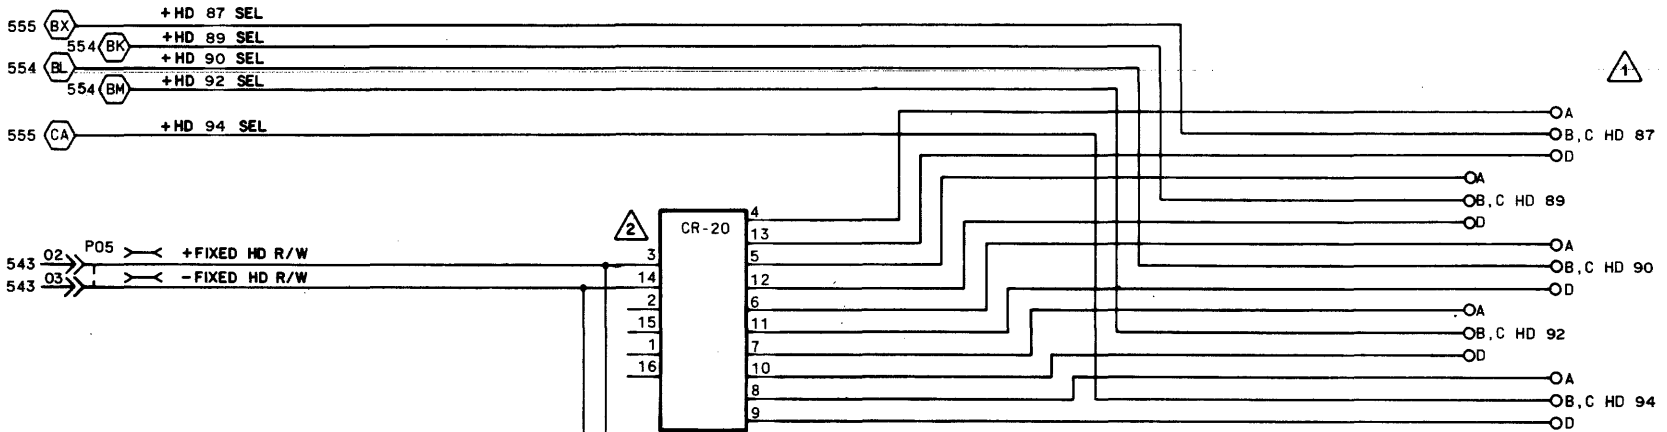 +HD 87 SEL
555 BX
+HD 89 SEL
554 BK
+HD 90 SEL
554 BL
+HD 92 SEL
554 BM
+HD 94 SEL
555 CA
1
A
B,C HD 87
D
A
B,C HD 89
D
A
B,C HD 90
D
A
B,C HD 92
D
A
B,C HD 94
D
2
CR-20
543 02 P05 +FIXED HD R/W
543 03 -FIXED HD R/W
3
14
2
15
1
16
4
13
5
12
6
11
7
10
8
9